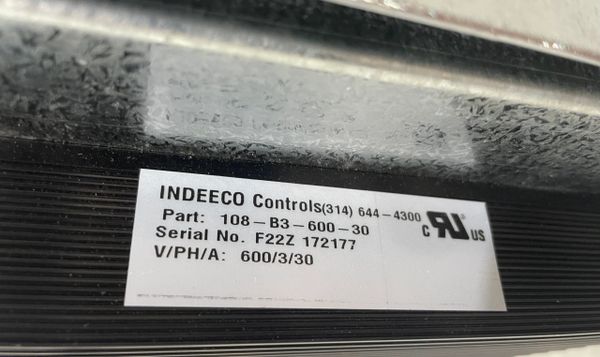 INDEECO Controls(314) 644-4300
Part: 108-B3-600-30
Serial No. F22Z 172177
V/PH/A: 600/3/30
c RU US